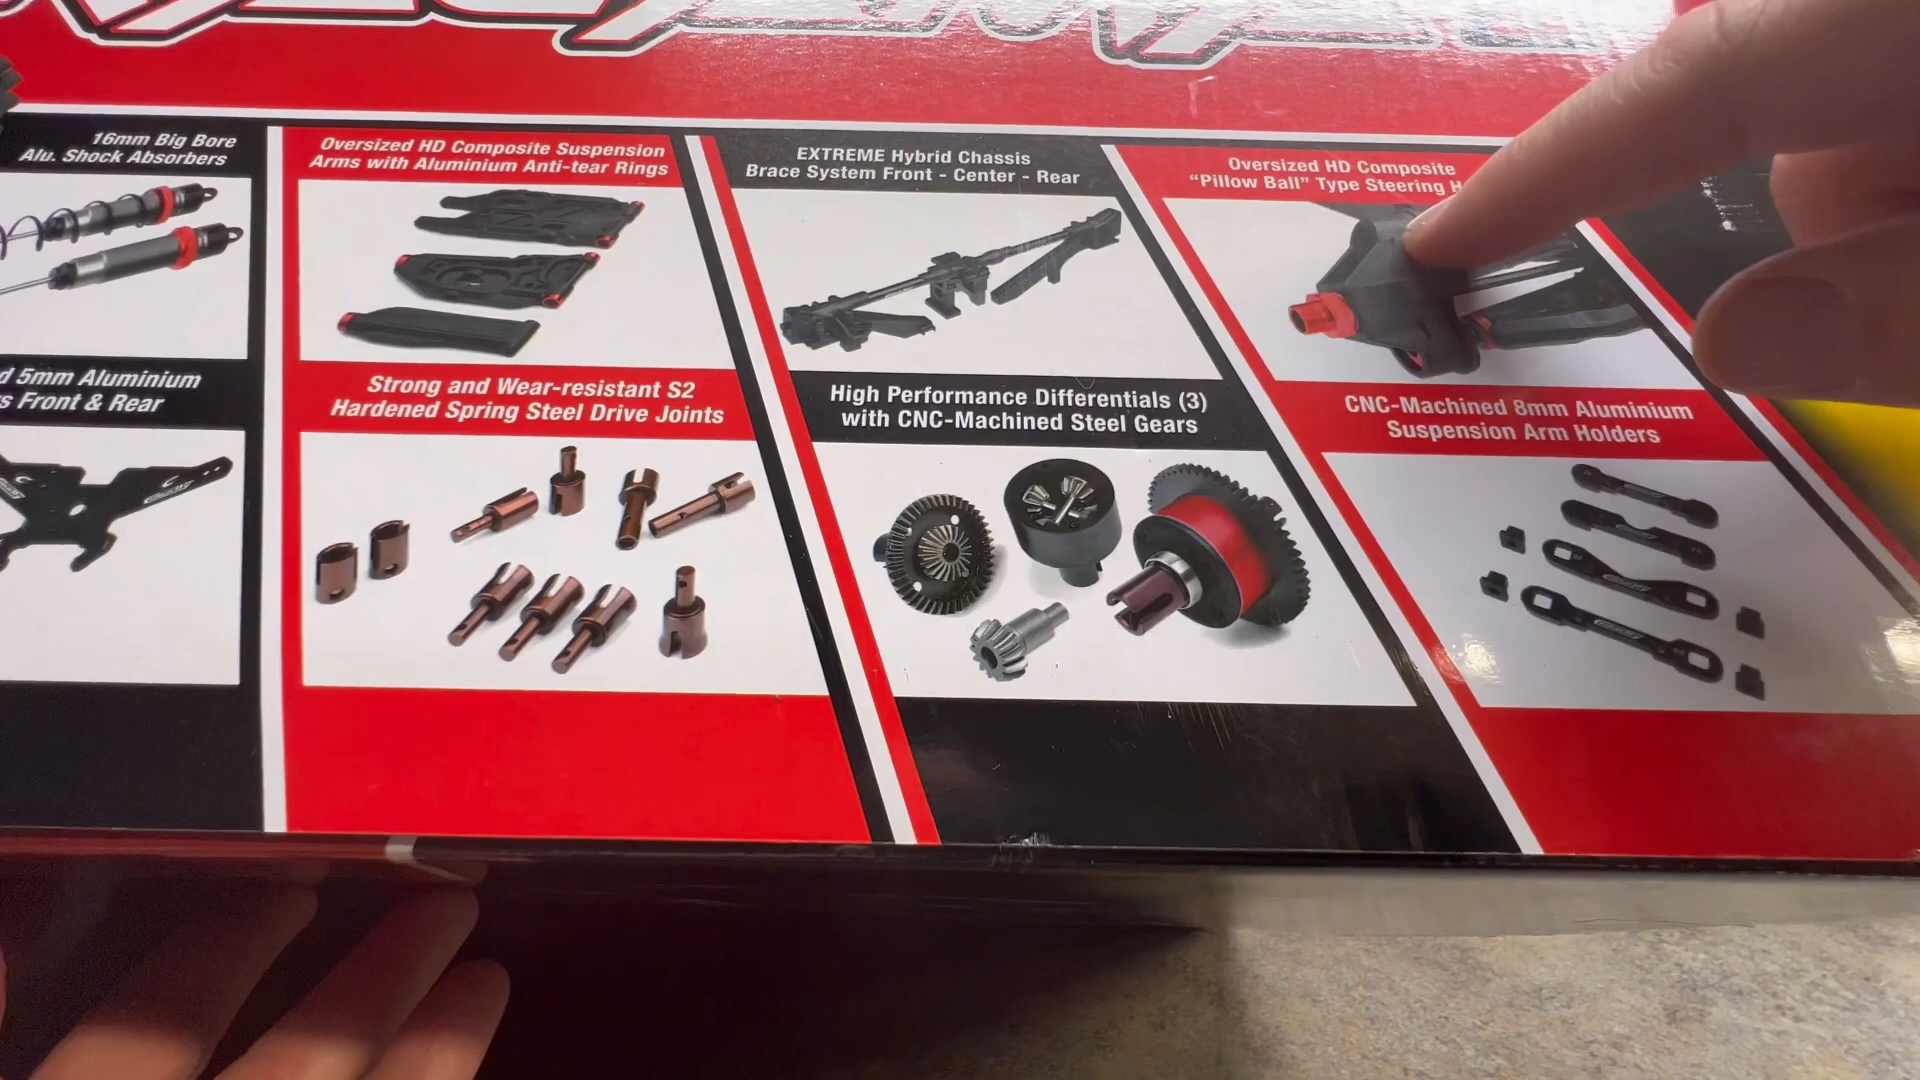 16mm Big Bore
Alu. Shock Absorbers
Oversized HD Composite Suspension
Arms with Aluminium Anti-tear Rings
EXTREME Hybrid Chassis
Brace System Front - Center - Rear
Oversized HD Composite
"Pillow Ball" Type Steering
5mm Aluminium
Front & Rear
Strong and Wear-resistant S2
Hardened Spring Steel Drive Joints
High Performance Differentials (3)
with CNC-Machined Steel Gears
CNC-Machined 8mm Aluminium
Suspension Arm Holders